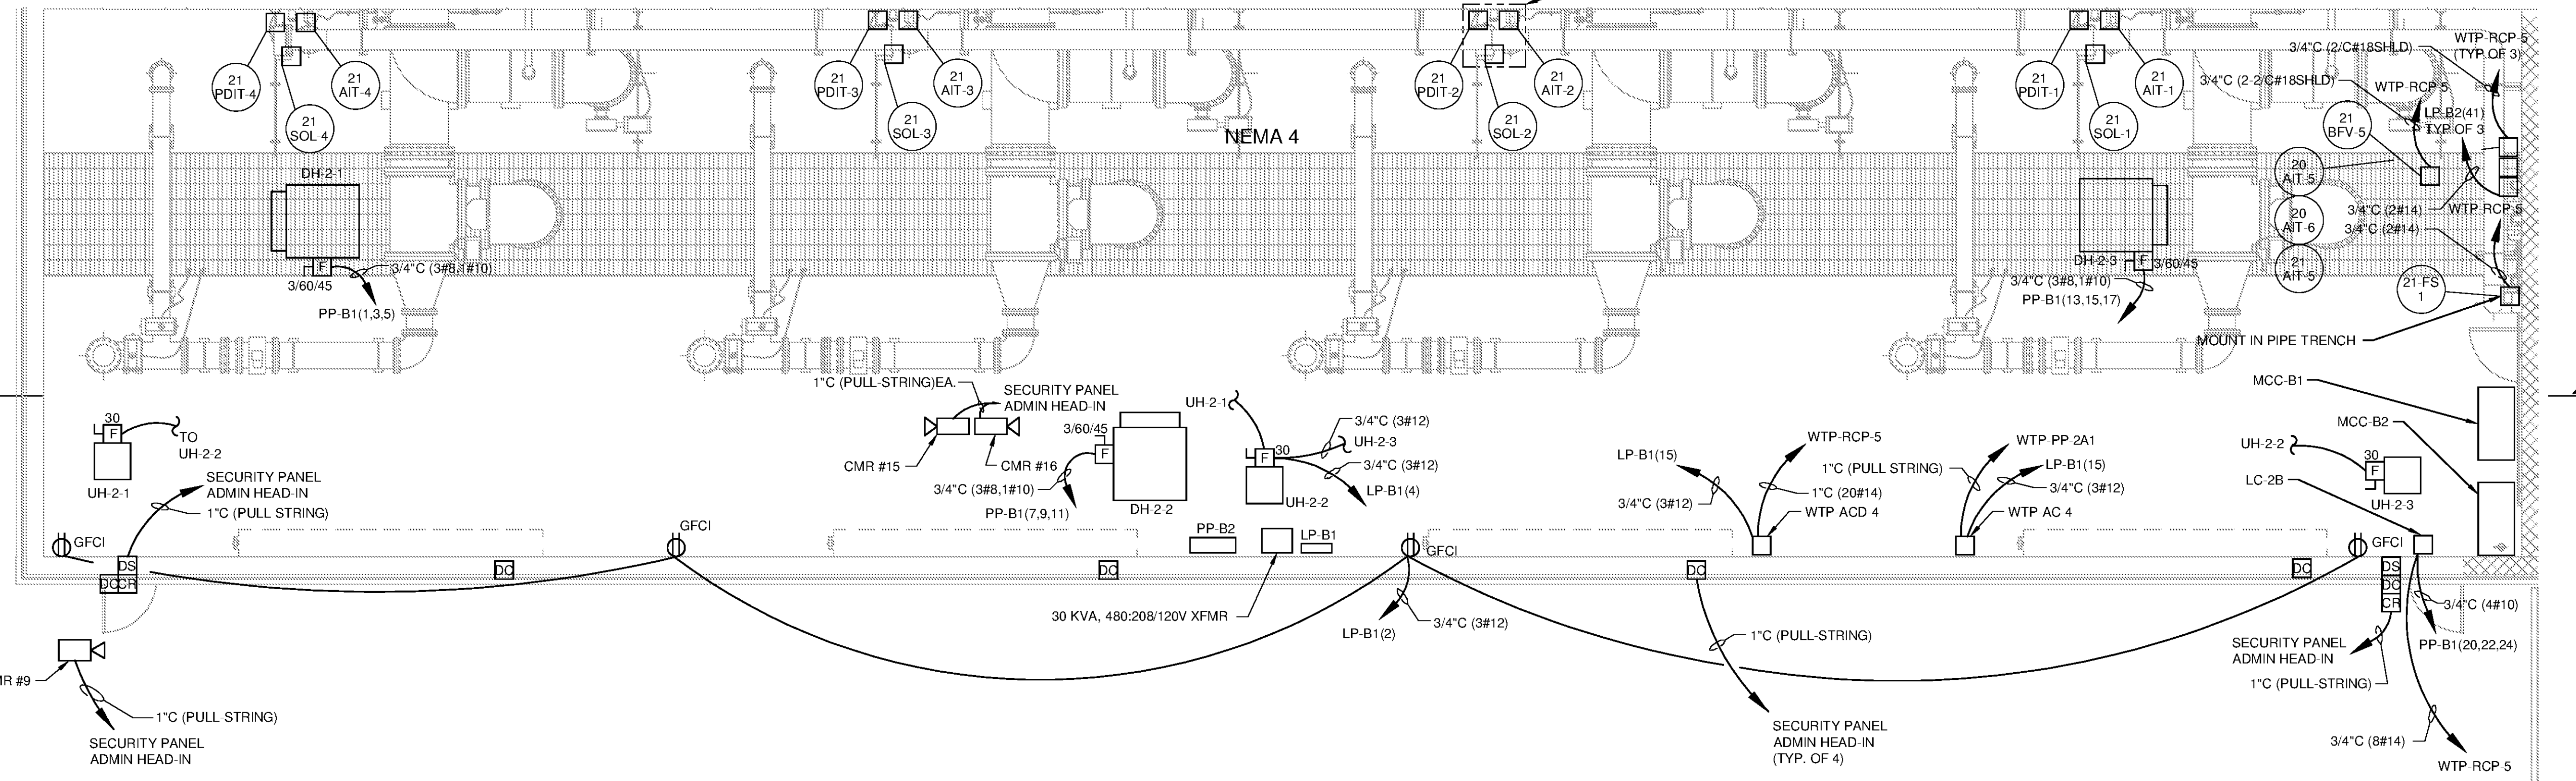 21
PDIT-4
21
AIT-4
21
SOL-4
21
PDIT-3
21
AIT-3
21
SOL-3
21
PDIT-2
21
AIT-2
21
SOL-2
NEMA 4
21
PDIT-1
21
AIT-1
21
SOL-1
3/4"C (2/C#18SHLD)
WTP-RCP-5
(TYP.OF 3)
3/4"C (2-2/C#18SHLD)
WTP-RCP-5
21
BFV-5
LP-B2(41)
TYP.OF 3
20
AIT-5
20
AIT-6
21
AIT-5
3/4"C (2#14)
WTP-RCP-5
3/4"C (2#14)
21-FS
1
MOUNT IN PIPE TRENCH
DH-2-1
F
3/60/45
3/4"C (3#8,1#10)
PP-B1(1,3,5)
DH-2-3
F
3/60/45
3/4"C (3#8,1#10)
PP-B1(13,15,17)
30
F
TO
UH-2-2
UH-2-1
SECURITY PANEL
ADMIN HEAD-IN
1"C (PULL-STRING)
1"C (PULL-STRING)EA.
SECURITY PANEL
ADMIN HEAD-IN
CMR #15
CMR #16
3/60/45
F
3/4"C (3#8,1#10)
PP-B1(7,9,11)
DH-2-2
UH-2-1
30
F
3/4"C (3#12)
UH-2-3
3/4"C (3#12)
LP-B1(4)
UH-2-2
LP-B1(15)
3/4"C (3#12)
WTP-RCP-5
1"C (20#14)
WTP-ACD-4
WTP-PP-2A1
1"C (PULL STRING)
LP-B1(15)
3/4"C (3#12)
WTP-AC-4
MCC-B1
MCC-B2
UH-2-2
LC-2B
30
F
UH-2-3
GFCI
DS
DC
CR
DC
GFCI
DC
PP-B2
LP-B1
30 KVA, 480:208/120V XFMR
GFCI
LP-B1(2)
3/4"C (3#12)
DC
1"C (PULL-STRING)
SECURITY PANEL
ADMIN HEAD-IN
(TYP. OF 4)
DC
GFCI
DS
DC
CR
3/4"C (4#10)
PP-B1(20,22,24)
SECURITY PANEL
ADMIN HEAD-IN
1"C (PULL-STRING)
3/4"C (8#14)
WTP-RCP-5
MR #9
1"C (PULL-STRING)
SECURITY PANEL
ADMIN HEAD-IN